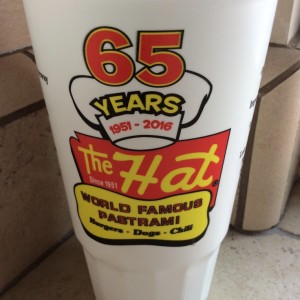 65
YEARS
1951 - 2016
The Hat
Since 1951
WORLD FAMOUS
PASTRAMI
Burgers - Dogs - Chili